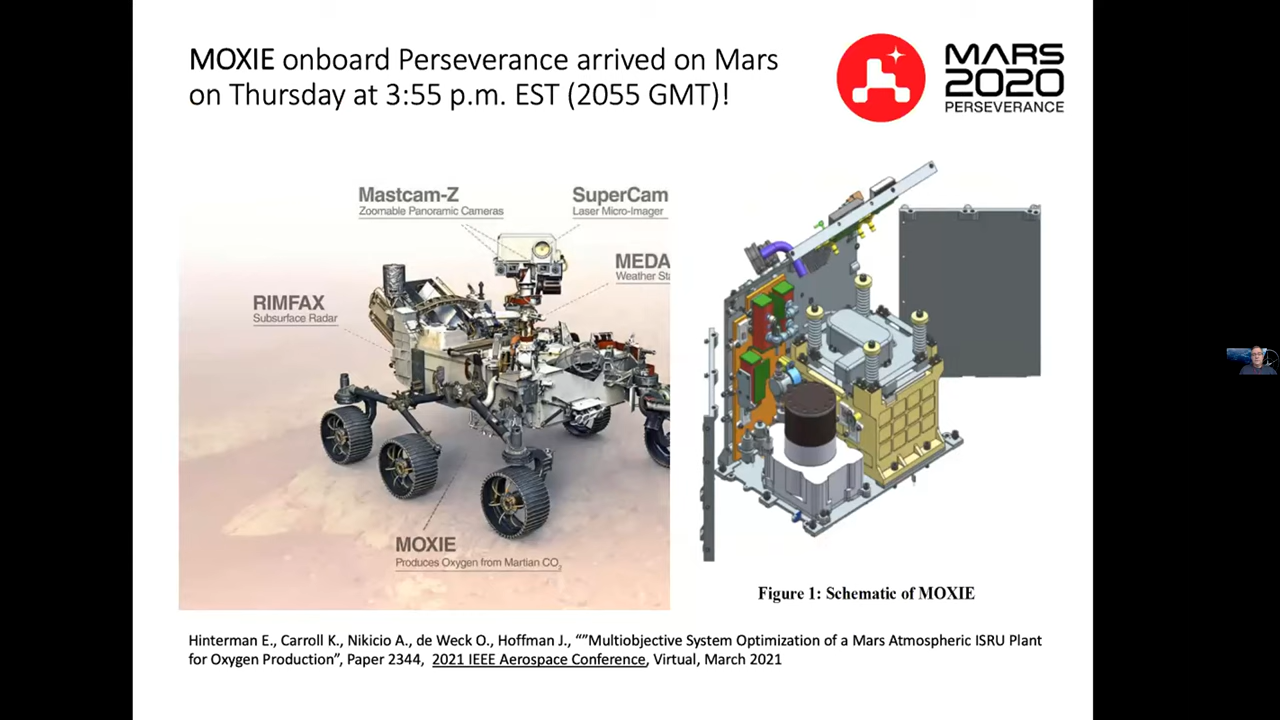 MOXIE onboard Perseverance arrived on Mars
on Thursday at 3:55 p.m. EST (2055 GMT)!
MARS
2020
PERSEVERANCE
Mastcam-Z
Zoomable Panoramic Cameras
SuperCam
Laser Micro-Imager
MEDA
Weather Sta
RIMFAX
Subsurface Radar
MOXIE
Produces Oxygen from Martian CO₂
Figure 1: Schematic of MOXIE
Hinterman E., Carroll K., Nikicio A., de Weck O., Hoffman J., “”Multiobjective System Optimization of a Mars Atmospheric ISRU Plant
for Oxygen Production”, Paper 2344, 2021 IEEE Aerospace Conference, Virtual, March 2021